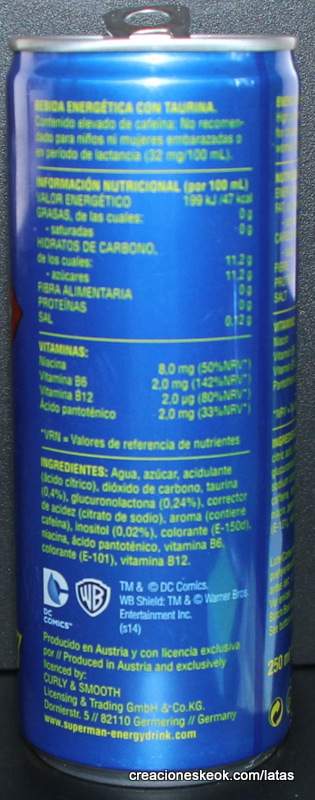 BEBIDA ENERGÉTICA CON TAURINA.
Contenido elevado de cafeína: No recomen-
dado para niños ni mujeres embarazadas o
en período de lactancia (32 mg/100 mL).
INFORMACIÓN NUTRICIONAL (por 100 mL)
VALOR ENERGÉTICO 199 kJ/47 kcal
GRASAS, de las cuales: 0 g
- saturadas 0 g
HIDRATOS DE CARBONO,
de los cuales: 11,2 g
- azúcares 11,2 g
FIBRA ALIMENTARIA 0 g
PROTEÍNAS 0 g
SAL 0,12 g
VITAMINAS:
Niacina 8,0 mg (50%NRV*)
Vitamina B6 2,0 mg (142%NRV*)
Vitamina B12 2,0 µg (80%NRV*)
Ácido pantoténico 2,0 mg (33%NRV*)
*VRN = Valores de referencia de nutrientes
INGREDIENTES: Agua, azúcar, acidulante
(ácido cítrico), dióxido de carbono, taurina
(0,4%), glucuronolactona (0,24%), corrector
de acidez (citrato de sodio), aroma (contiene
cafeína), inositol (0,02%), colorante (E-150d),
niacina, ácido pantoténico, vitamina B6,
colorante (E-101), vitamina B12.
DC
COMICS™
WB
TM & © DC Comics.
WB Shield: TM & © Warner Bros.
Entertainment Inc.
(s14)
Producido en Austria y con licencia exclusiva
por // Produced in Austria and exclusively
licenced by:
CURLY & SMOOTH
Licensing & Trading GmbH & Co.KG.
Dornierstr. 5 // 82110 Germering // Germany
www.superman-energydrink.com
250 ml
creacioneskeok.com/latas